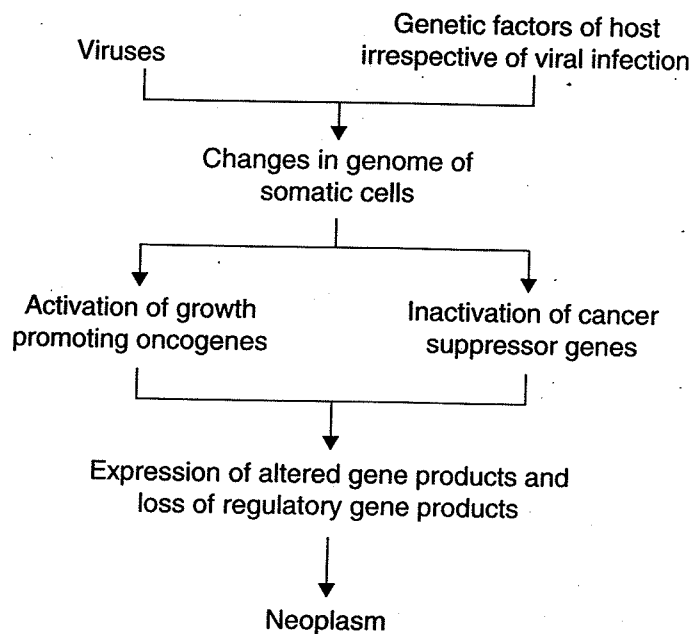 Viruses
Genetic factors of host
irrespective of viral infection
Changes in genome of
somatic cells
Activation of growth
promoting oncogenes
Inactivation of cancer
suppressor genes
Expression of altered gene products and
loss of regulatory gene products
Neoplasm